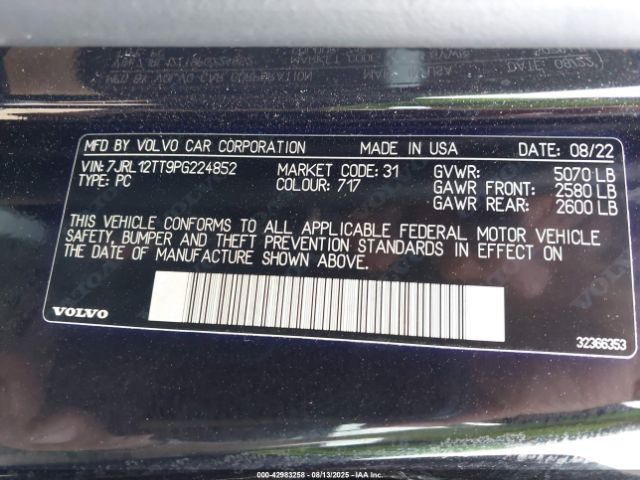 MFD BY VOLVO CAR CORPORATION MADE IN USA DATE: 08/22
VIN: 7JRL12TT9PG224852 MARKET CODE: 31 GVWR: 5070 LB
TYPE: PC COLOUR: 717 GAWR FRONT: 2580 LB
GAWR REAR: 2600 LB
THIS VEHICLE CONFORMS TO ALL APPLICABLE FEDERAL MOTOR VEHICLE
SAFETY, BUMPER AND THEFT PREVENTION STANDARDS IN EFFECT ON
THE DATE OF MANUFACTURE SHOWN ABOVE.
VOLVO
32366353
000-42983258 - 08/13/2025 - IAA Inc.